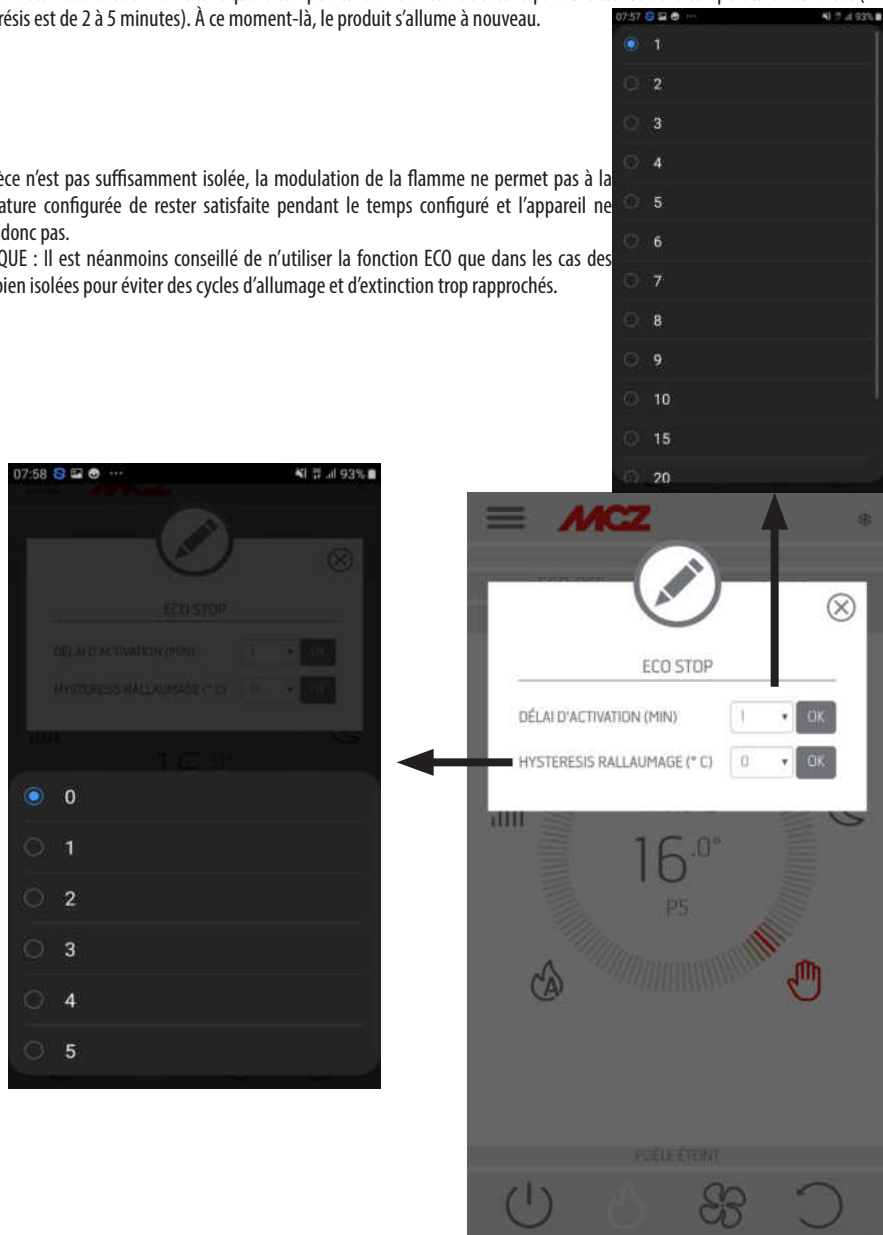 résis est de 2 à 5 minutes). À ce moment-là, le produit s’allume à nouveau.
èce n’est pas suffisamment isolée, la modulation de la flamme ne permet pas à la
ature configurée de rester satisfaite pendant le temps configuré et l’appareil ne
donc pas.
QUE : Il est néanmoins conseillé de n’utiliser la fonction ECO que dans les cas des
bien isolées pour éviter des cycles d’allumage et d’extinction trop rapprochés.
07:57 93%
1
2
3
4
5
6
7
8
9
10
15
20
07:58 93%
MCZ
ECO STOP
DÉLAI D'ACTIVATION (MIN) 1 OK
HYSTERESIS RALLAUMAGE (° C) 0 OK
0
1
2
3
4
5
MCZ
ECO STOP
DÉLAI D'ACTIVATION (MIN) 1 OK
HYSTERESIS RALLAUMAGE (° C) 0 OK
16.0°
P5
A
POÊLE ÉTEINT